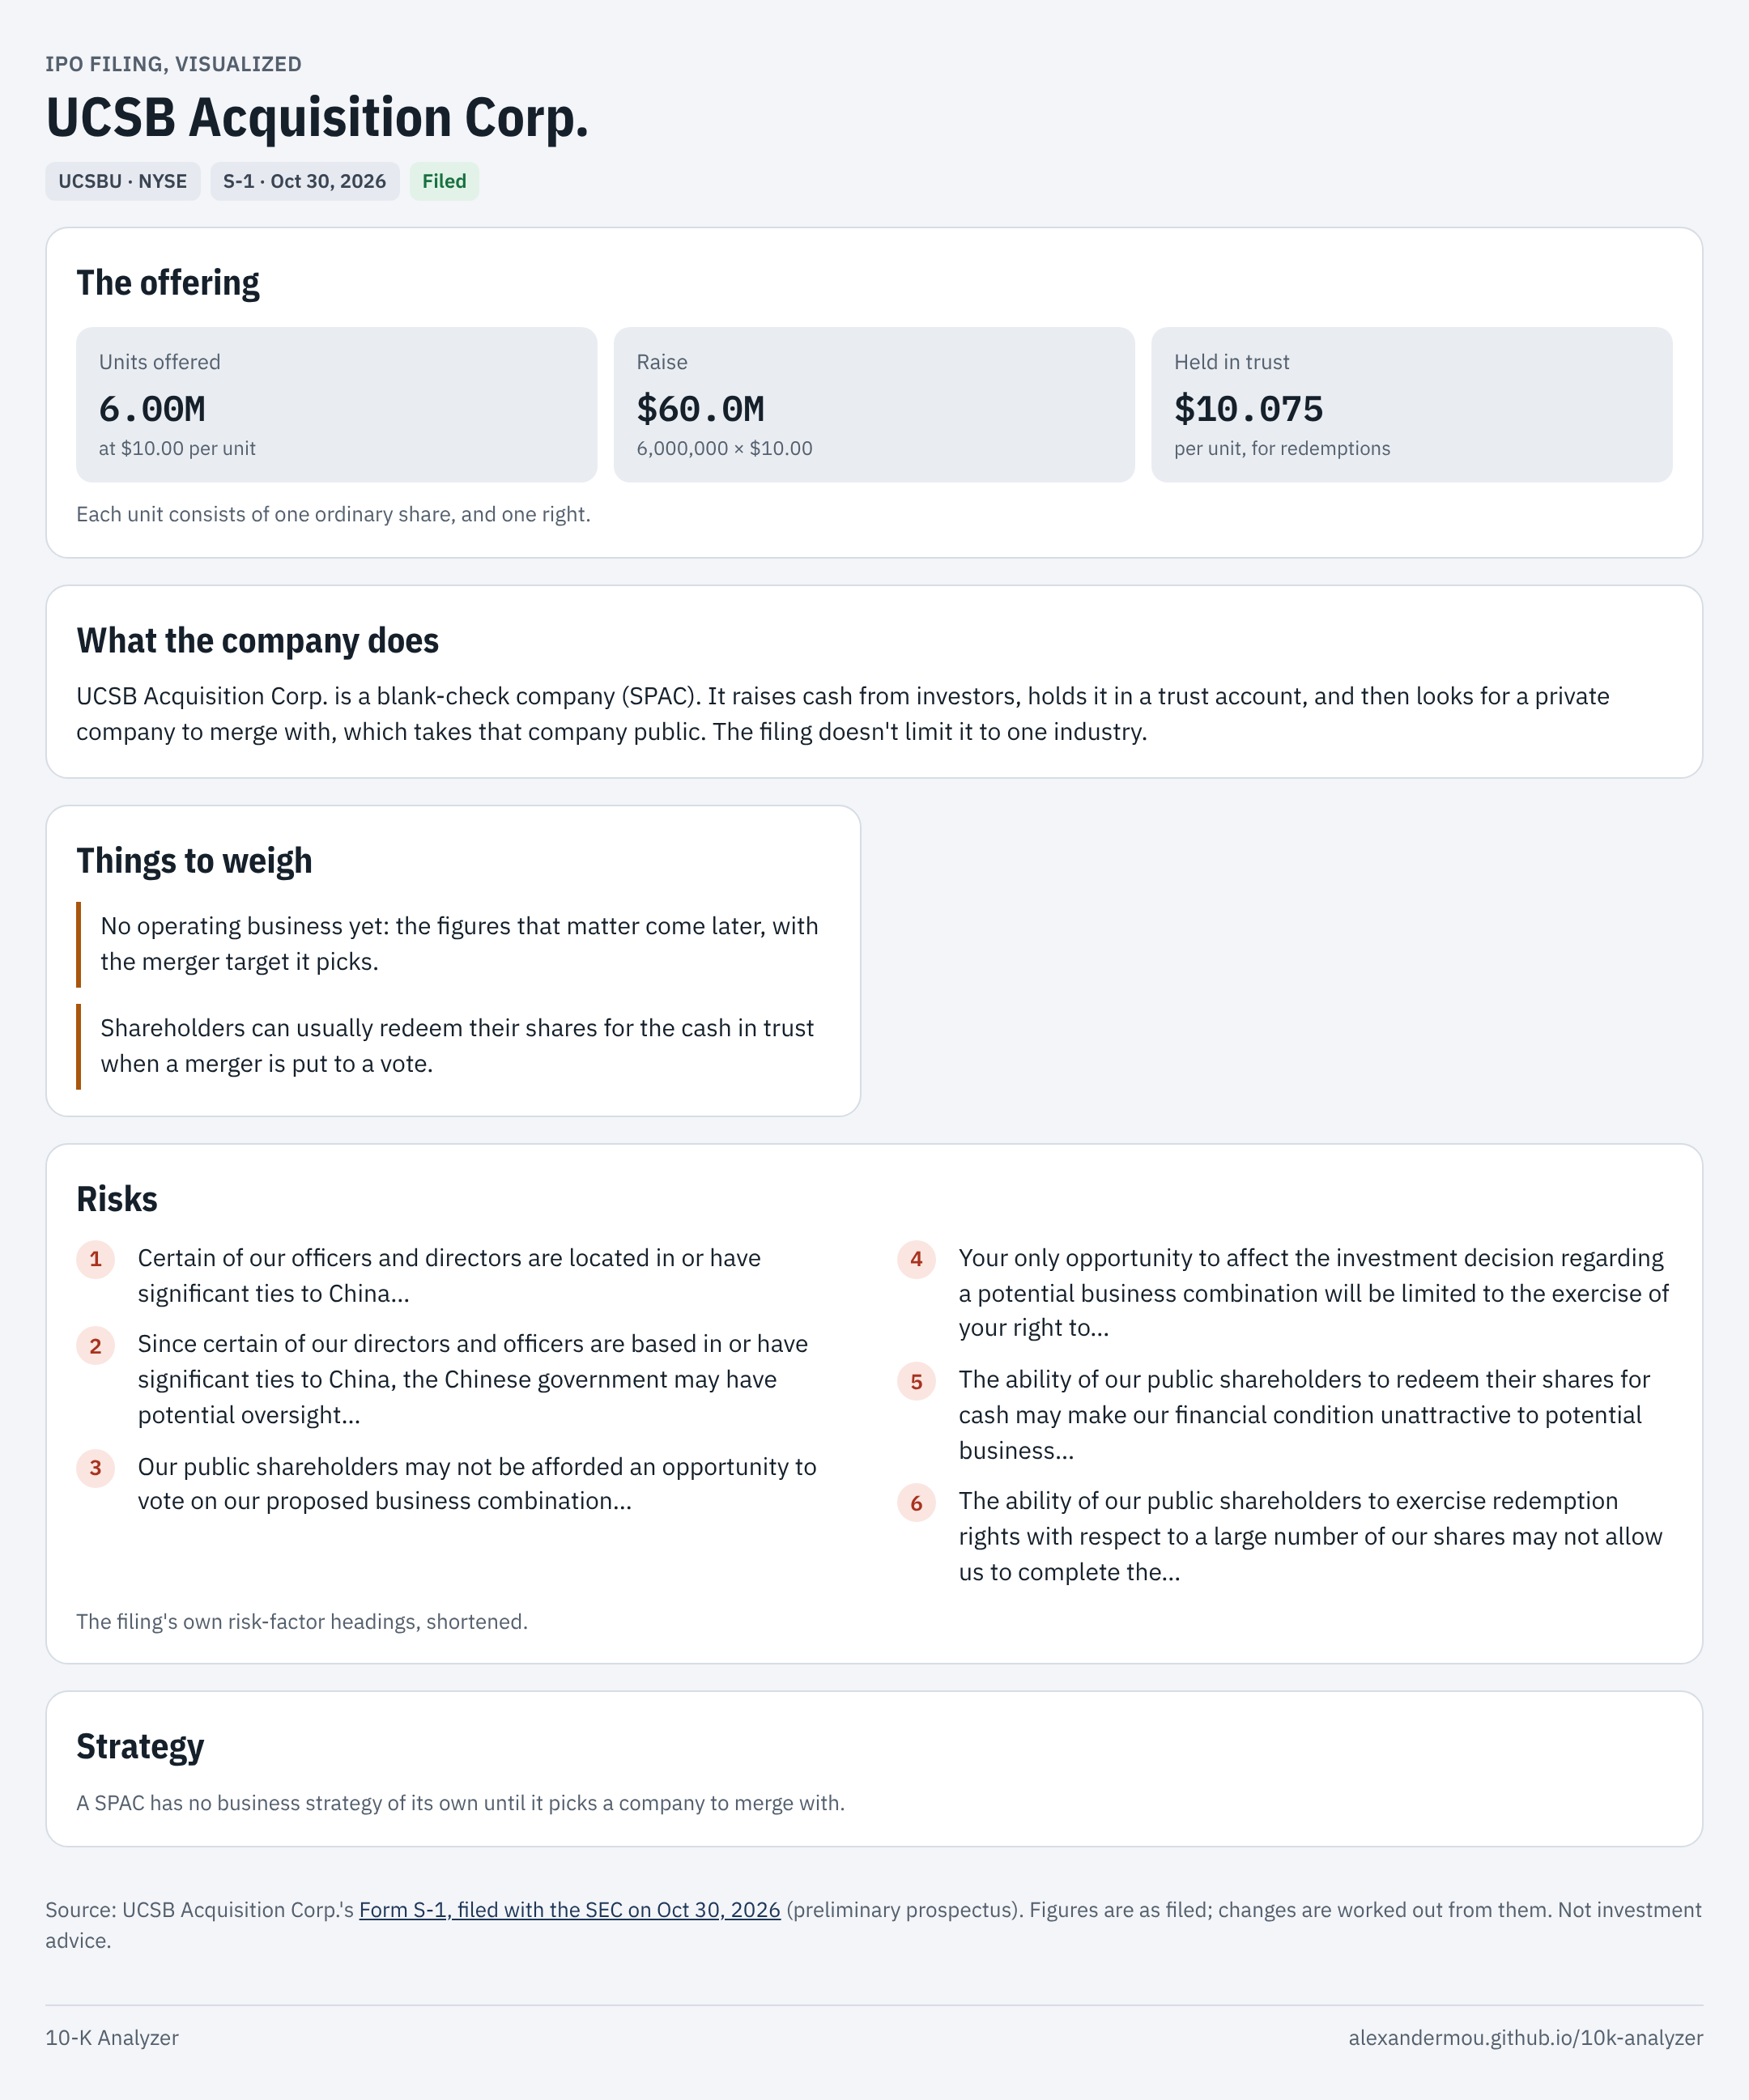 IPO FILING, VISUALIZED
UCSB Acquisition Corp.
UCSBU · NYSE
S-1 · Oct 30, 2026
Filed
The offering
Units offered
6.00M
at $10.00 per unit
Raise
$60.0M
6,000,000 × $10.00
Held in trust
$10.075
per unit, for redemptions
Each unit consists of one ordinary share, and one right.
What the company does
UCSB Acquisition Corp. is a blank-check company (SPAC). It raises cash from investors, holds it in a trust account, and then looks for a private
company to merge with, which takes that company public. The filing doesn't limit it to one industry.
Things to weigh
No operating business yet: the figures that matter come later, with
the merger target it picks.
Shareholders can usually redeem their shares for the cash in trust
when a merger is put to a vote.
Risks
1 Certain of our officers and directors are located in or have
significant ties to China…
2 Since certain of our directors and officers are based in or have
significant ties to China, the Chinese government may have
potential oversight…
3 Our public shareholders may not be afforded an opportunity to
vote on our proposed business combination…
4 Your only opportunity to affect the investment decision regarding
a potential business combination will be limited to the exercise of
your right to…
5 The ability of our public shareholders to redeem their shares for
cash may make our financial condition unattractive to potential
business…
6 The ability of our public shareholders to exercise redemption
rights with respect to a large number of our shares may not allow
us to complete the…
The filing's own risk-factor headings, shortened.
Strategy
A SPAC has no business strategy of its own until it picks a company to merge with.
Source: UCSB Acquisition Corp.'s Form S-1, filed with the SEC on Oct 30, 2026 (preliminary prospectus). Figures are as filed; changes are worked out from them. Not investment
advice.
10-K Analyzer
alexandermou.github.io/10k-analyzer